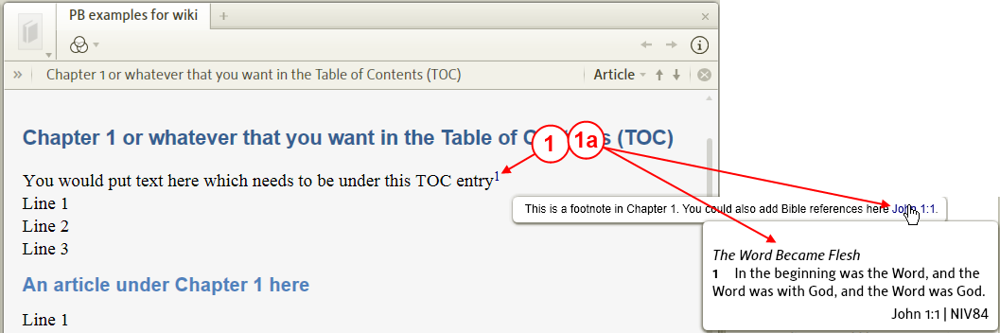 PB examples for wiki
Chapter 1 or whatever that you want in the Table of Contents (TOC)
Article
Chapter 1 or whatever that you want in the Table of C s (TOC)
1 1a
You would put text here which needs to be under this TOC entry1
Line 1
This is a footnote in Chapter 1. You could also add Bible references here John 1:1.
Line 2
Line 3
The Word Became Flesh
1 In the beginning was the Word, and the
Word was with God, and the Word was God.
John 1:1 | NIV84
An article under Chapter 1 here
Line 1